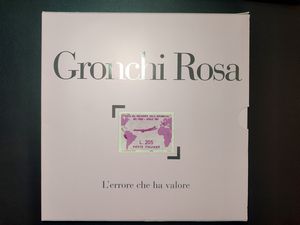 Gronchi Rosa
L. 205
POSTE ITALIANE
L'errore che ha valore